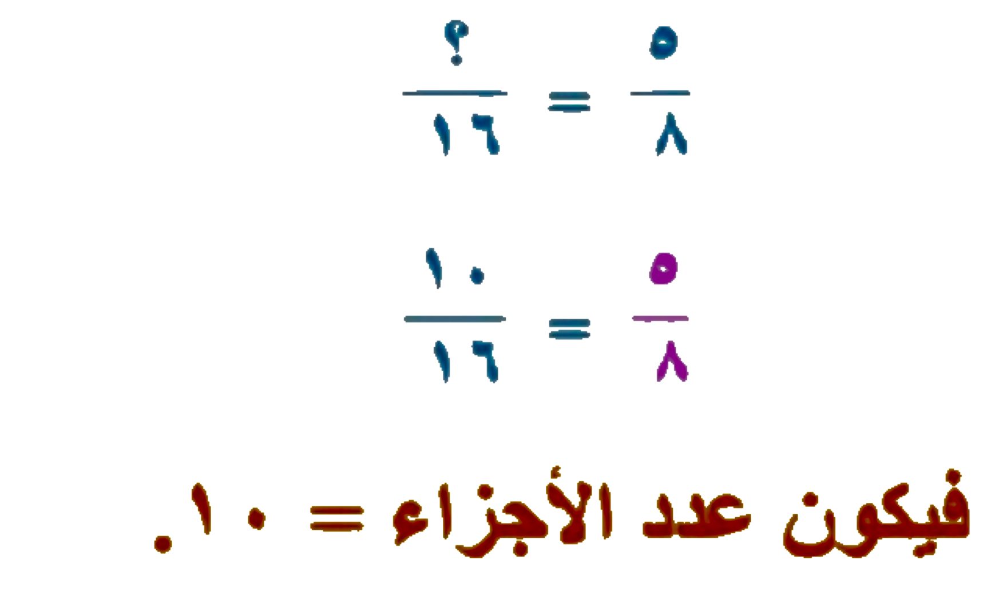 ٥/٨ = ؟/١٦
٥/٨ = ١٠/١٦
فيكون عدد الأجزاء = ١٠.